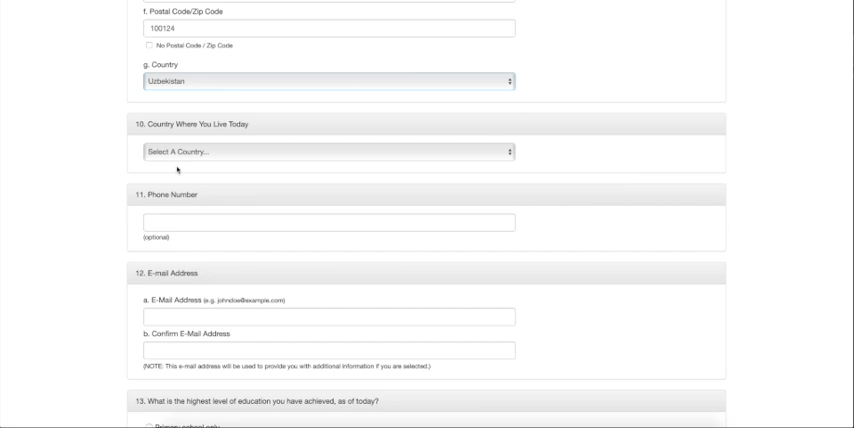 f. Postal Code/Zip Code
100124
No Postal Code / Zip Code
g. Country
Uzbekistan
10. Country Where You Live Today
Select A Country...
11. Phone Number
(optional)
12. E-mail Address
a. E-Mail Address (e.g. johndoe@example.com)
b. Confirm E-Mail Address
(NOTE: This e-mail address will be used to provide you with additional information if you are selected.)
13. What is the highest level of education you have achieved, as of today?
Primary school only